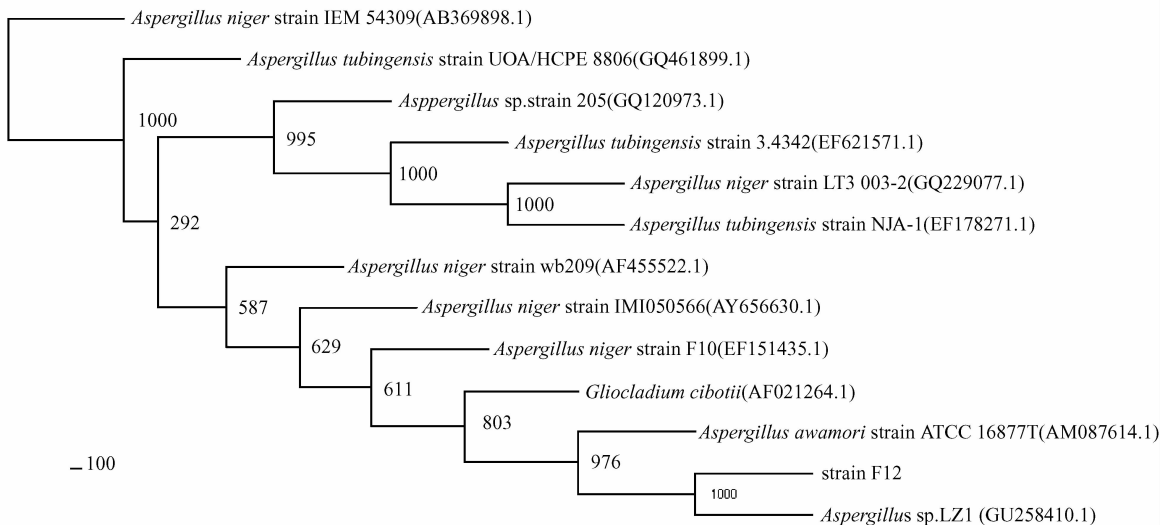 Aspergillus niger strain IEM 54309(AB369898.1)
Aspergillus tubingensis strain UOA/HCPE 8806(GQ461899.1)
Asppergillus sp.strain 205(GQ120973.1)
1000
995
Aspergillus tubingensis strain 3.4342(EF621571.1)
1000
Aspergillus niger strain LT3 003-2(GQ229077.1)
1000
Aspergillus tubingensis strain NJA-1(EF178271.1)
292
Aspergillus niger strain wb209(AF455522.1)
587
Aspergillus niger strain IMI050566(AY656630.1)
629
Aspergillus niger strain F10(EF151435.1)
611
Gliocladium cibotii(AF021264.1)
803
Aspergillus awamori strain ATCC 16877T(AM087614.1)
100
976
strain F12
1000
Aspergillus sp.LZ1 (GU258410.1)